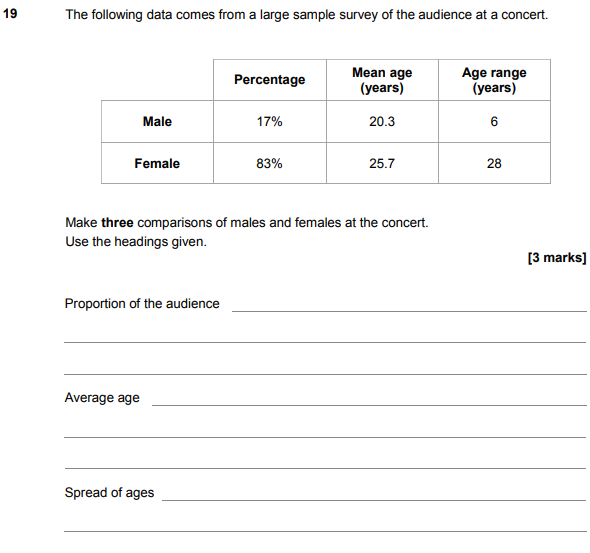 19 The following data comes from a large sample survey of the audience at a concert.
Percentage Mean age (years) Age range (years)
Male 17% 20.3 6
Female 83% 25.7 28
Make three comparisons of males and females at the concert.
Use the headings given.
[3 marks]
Proportion of the audience
Average age
Spread of ages